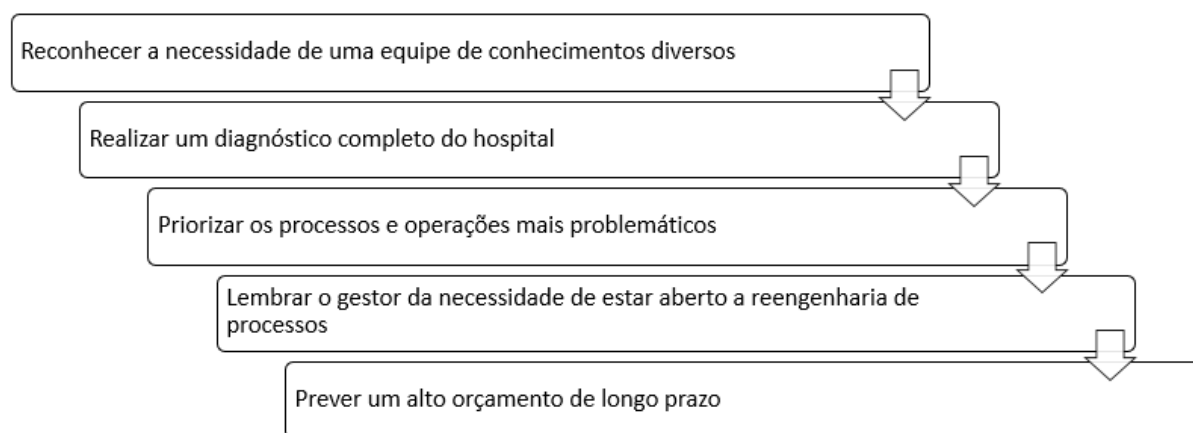 Reconhecer a necessidade de uma equipe de conhecimentos diversos
Realizar um diagnóstico completo do hospital
Priorizar os processos e operações mais problemáticos
Lembrar o gestor da necessidade de estar aberto a reengenharia de
processos
Prever um alto orçamento de longo prazo